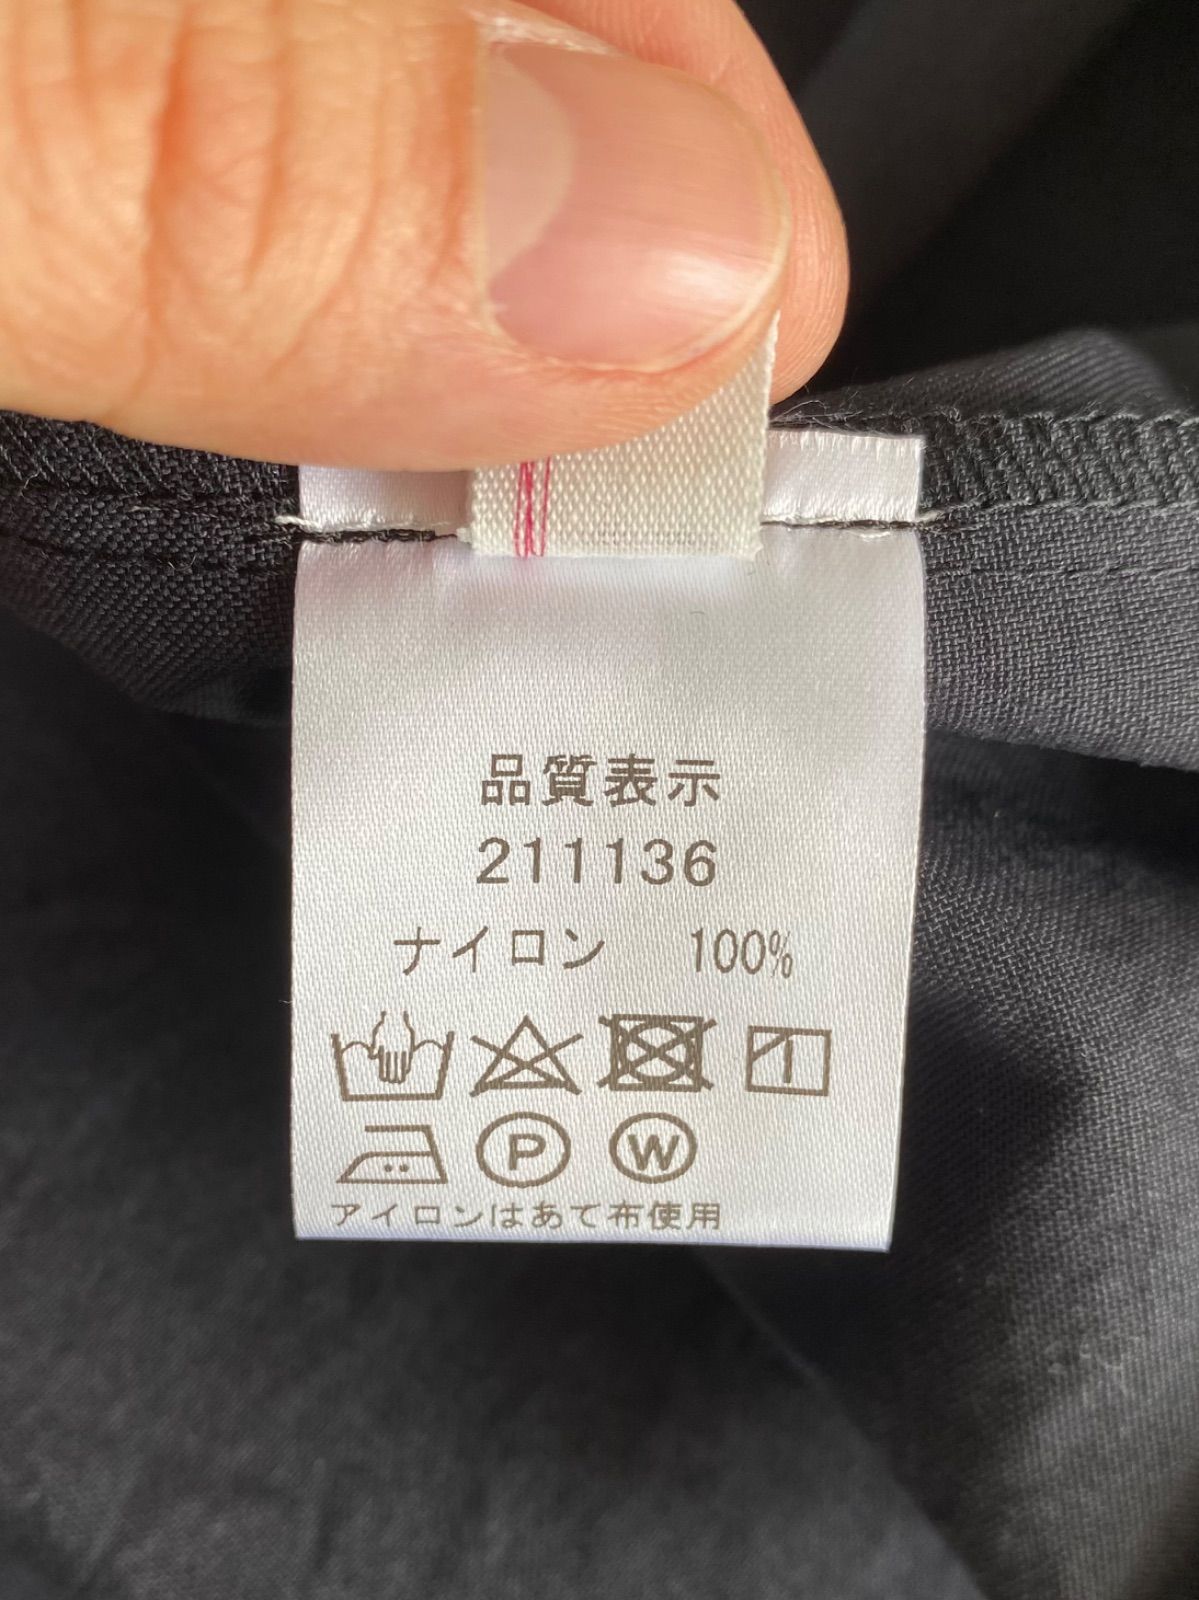 品質表示
211136
ナイロン 100%
P W
アイロンはあて布使用